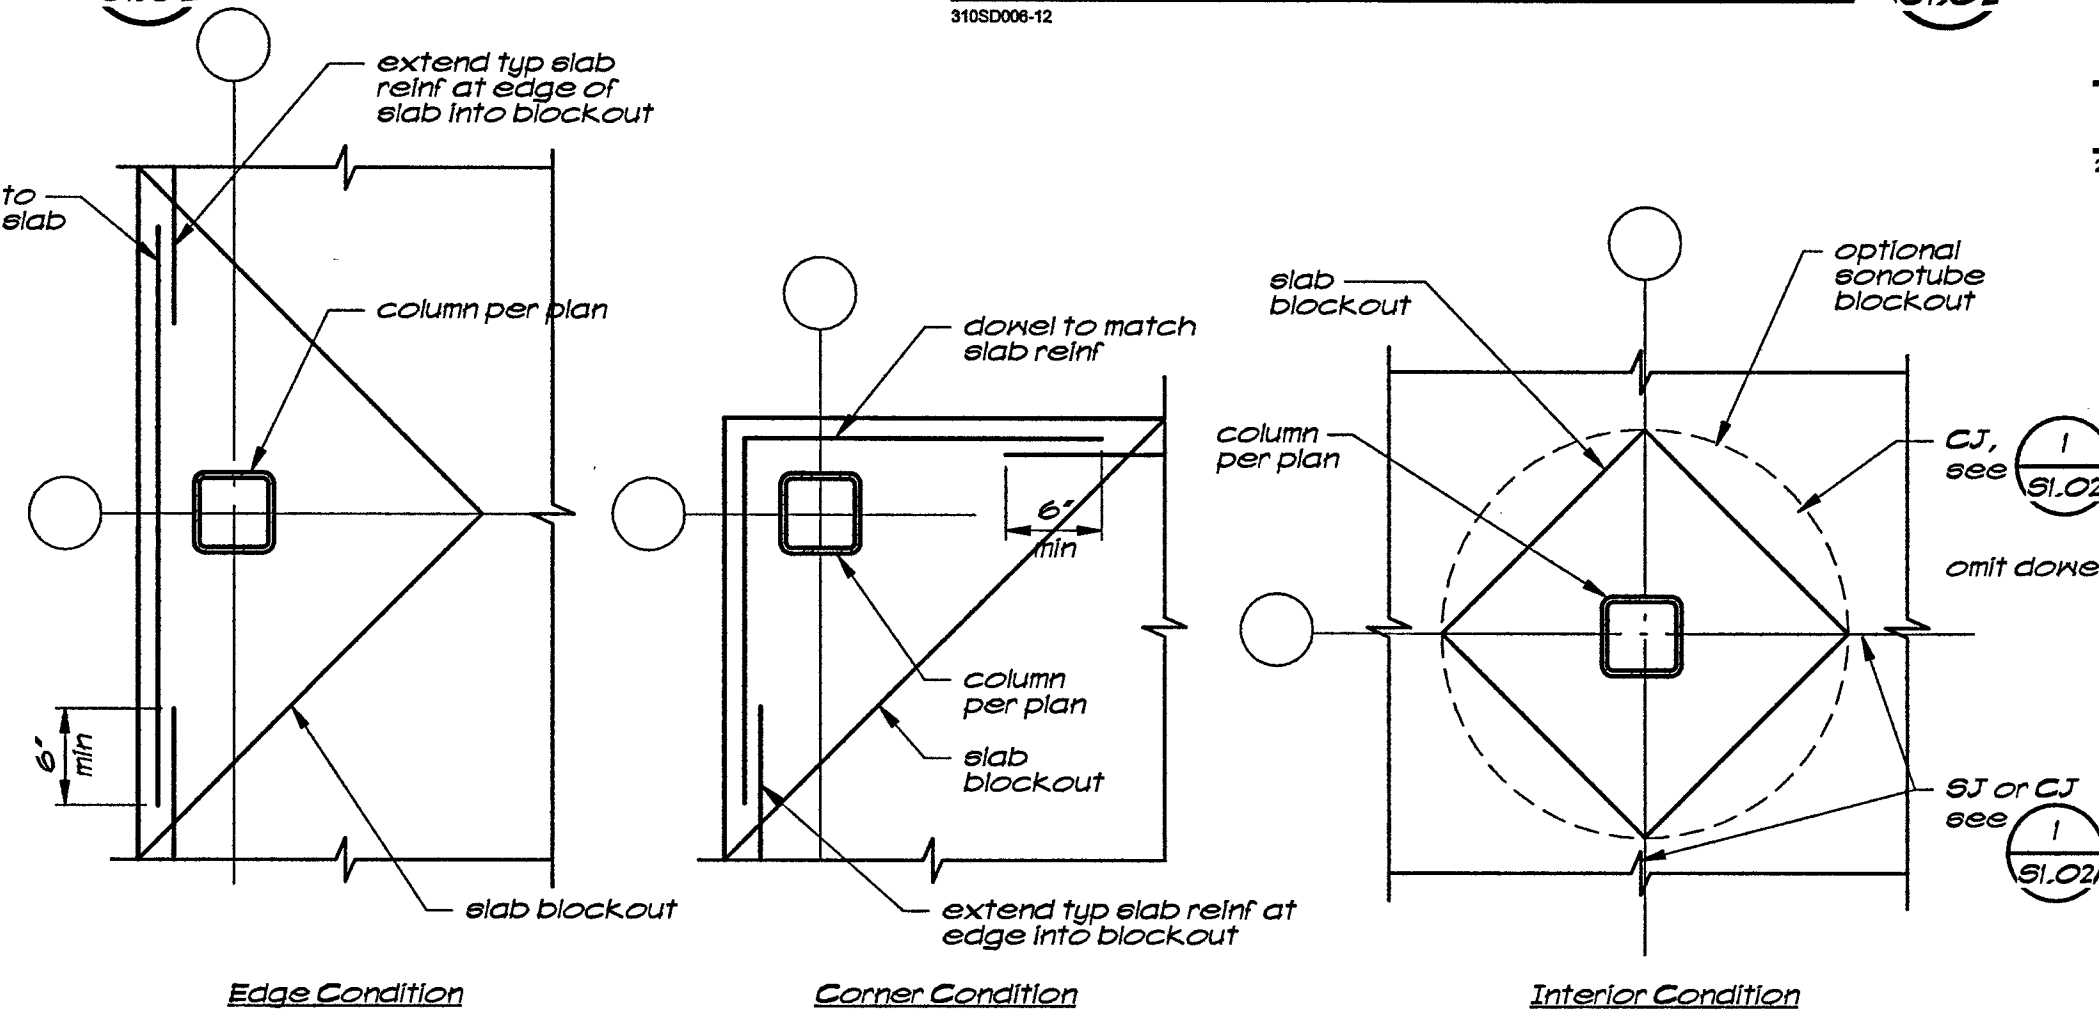 310SD006-12
extend typ slab
reinf at edge of
slab into blockout
to
slab
column per plan
6"
min
slab blockout
Edge Condition
dowel to match
slab reinf
6"
min
column
per plan
slab
blockout
extend typ slab reinf at
edge into blockout
Corner Condition
slab
blockout
optional
sonotube
blockout
column
per plan
CJ,
see
1
S1.02
omit dowe
SJ or CJ
see
1
S1.02
Interior Condition